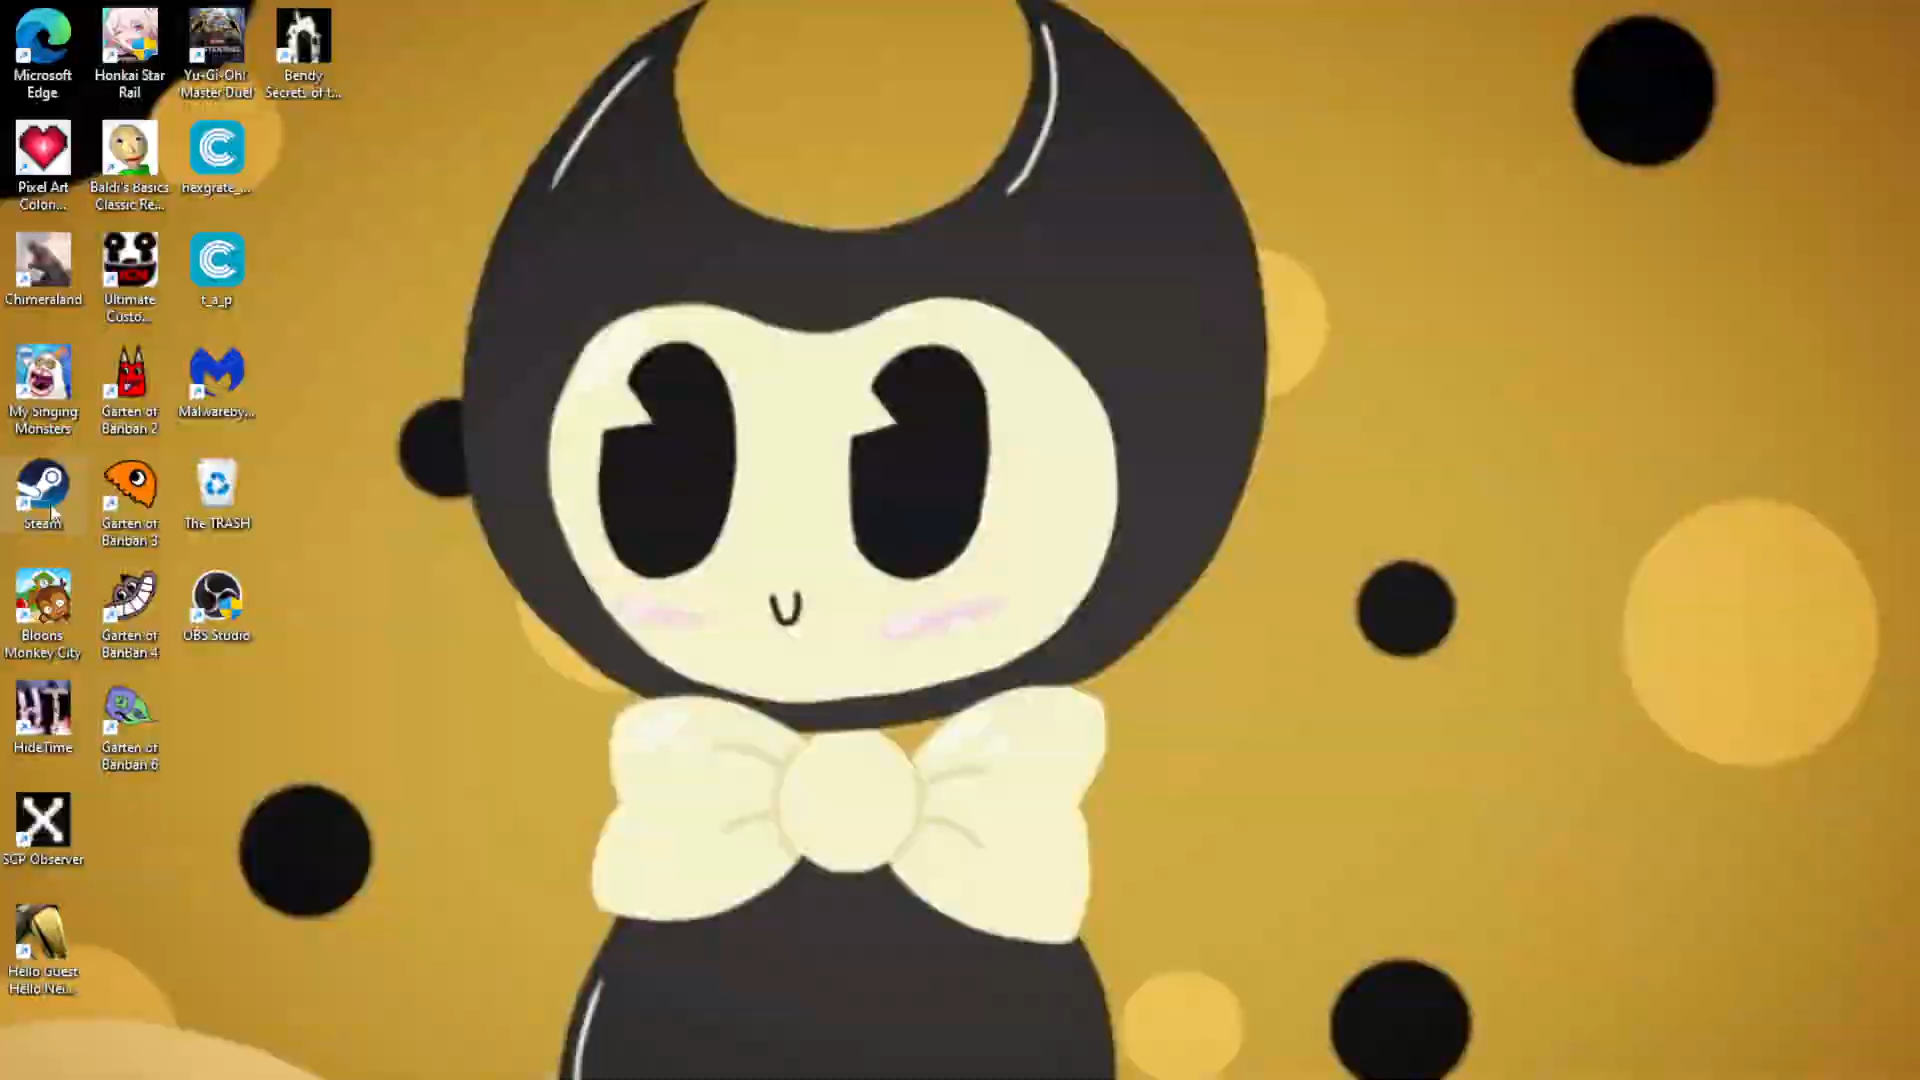 Microsoft
Edge
Honkai Star
Rail
Yu-Gi-Oh!
Master Duel
Bendy
Secrets of t...
Pixel Art
Colori...
Baldi's Basics
Classic Re...
hexgrate_...
Chimeraland
Ultimate
Custo...
t_a_p
My Singing
Monsters
Garten of
Banban 2
Malwareby...
Steam
Garten of
Banban 3
The TRASH
Bloons
Monkey City
Garten of
BanBan 4
OBS Studio
HT
HideTime
Garten of
Banban 6
SCP Observer
Hello Guest
Hello Nei...